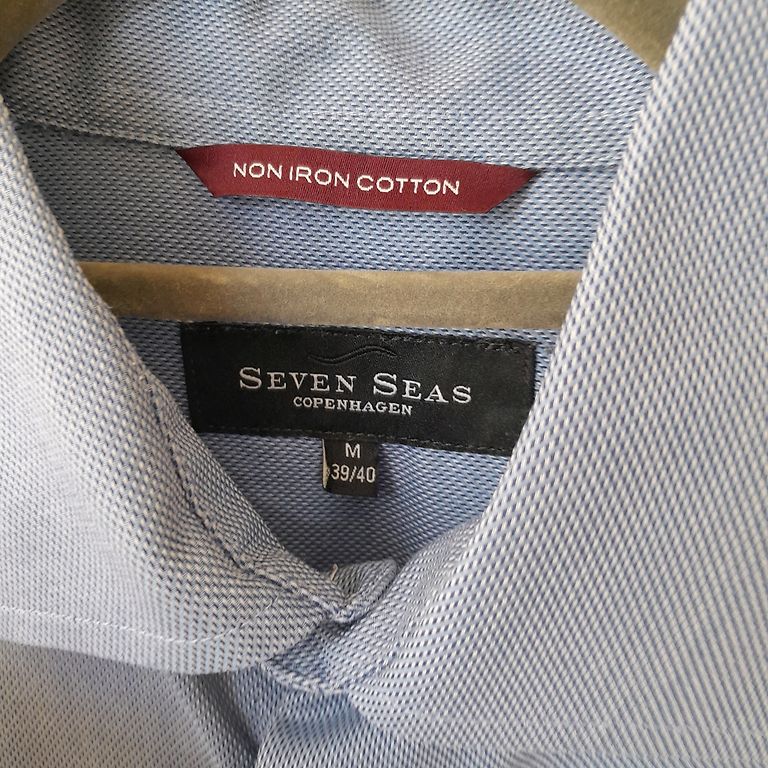 NON IRON COTTON
SEVEN SEAS
COPENHAGEN
M
39/40